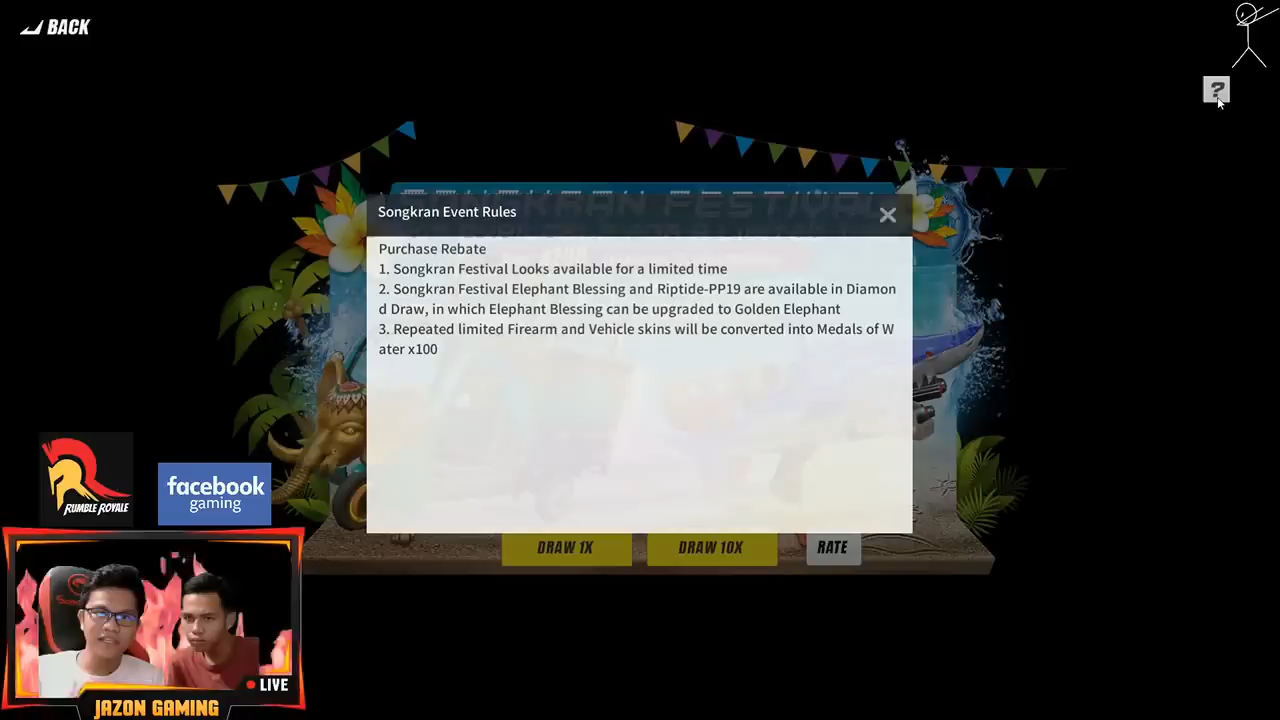 BACK
?
Songkran Event Rules
Purchase Rebate
1. Songkran Festival Looks available for a limited time
2. Songkran Festival Elephant Blessing and Riptide-PP19 are available in Diamon
d Draw, in which Elephant Blessing can be upgraded to Golden Elephant
3. Repeated limited Firearm and Vehicle skins will be converted into Medals of W
ater x100
DRAW 1X
DRAW 10X
RATE
RUMBLE ROYALE
facebook
gaming
LIVE
JAZON GAMING